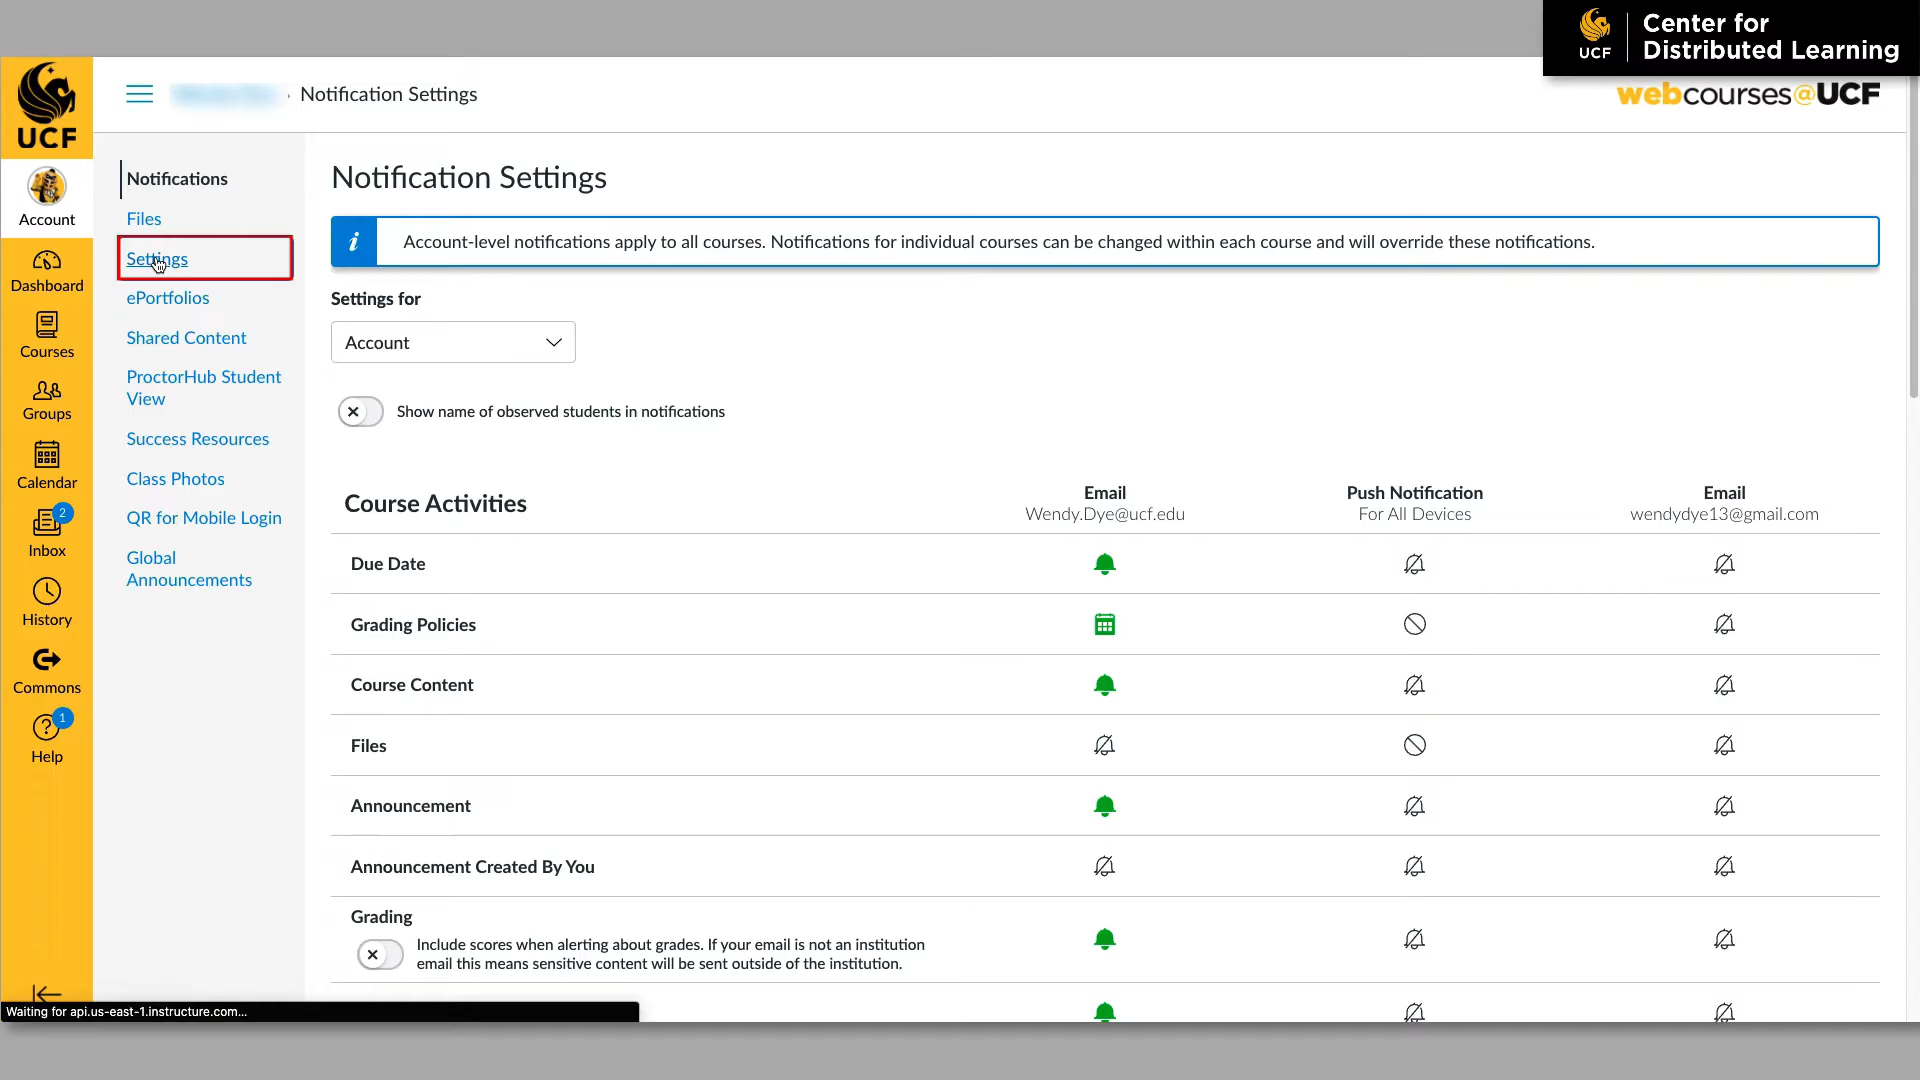 UCF
Center for
Distributed Learning
UCF
Notification Settings
webcourses@UCF
Account
Dashboard
Courses
Groups
Calendar
2
Inbox
History
Commons
1
Help
Notifications
Files
Settings
ePortfolios
Shared Content
ProctorHub Student
View
Success Resources
Class Photos
QR for Mobile Login
Global
Announcements
Notification Settings
i
Account-level notifications apply to all courses. Notifications for individual courses can be changed within each course and will override these notifications.
Settings for
Account
Show name of observed students in notifications
Course Activities
Email
Wendy.Dye@ucf.edu
Push Notification
For All Devices
Email
wendydye13@gmail.com
Due Date
Grading Policies
Course Content
Files
Announcement
Announcement Created By You
Grading
Include scores when alerting about grades. If your email is not an institution
email this means sensitive content will be sent outside of the institution.
Waiting for api.us-east-1.instructure.com...